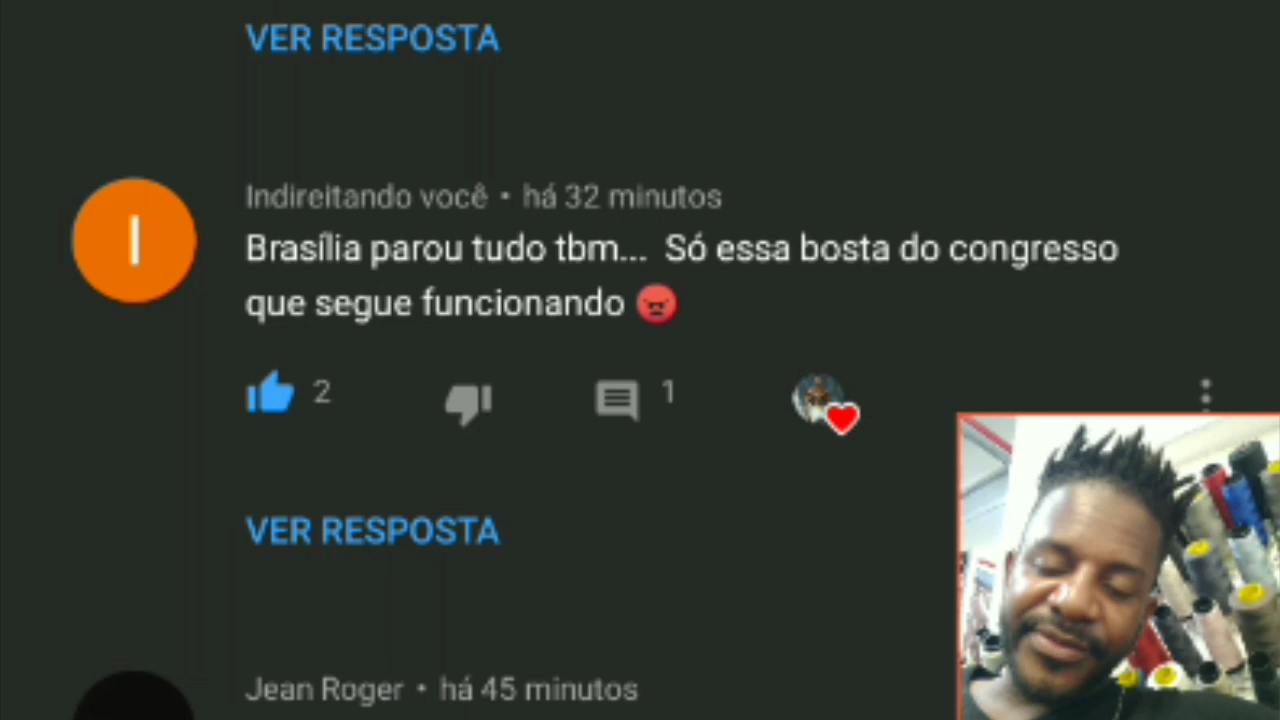 VER RESPOSTA
I
Indireitando você • há 32 minutos
Brasília parou tudo tbm... Só essa bosta do congresso
que segue funcionando 😡
2
1
VER RESPOSTA
Jean Roger • há 45 minutos